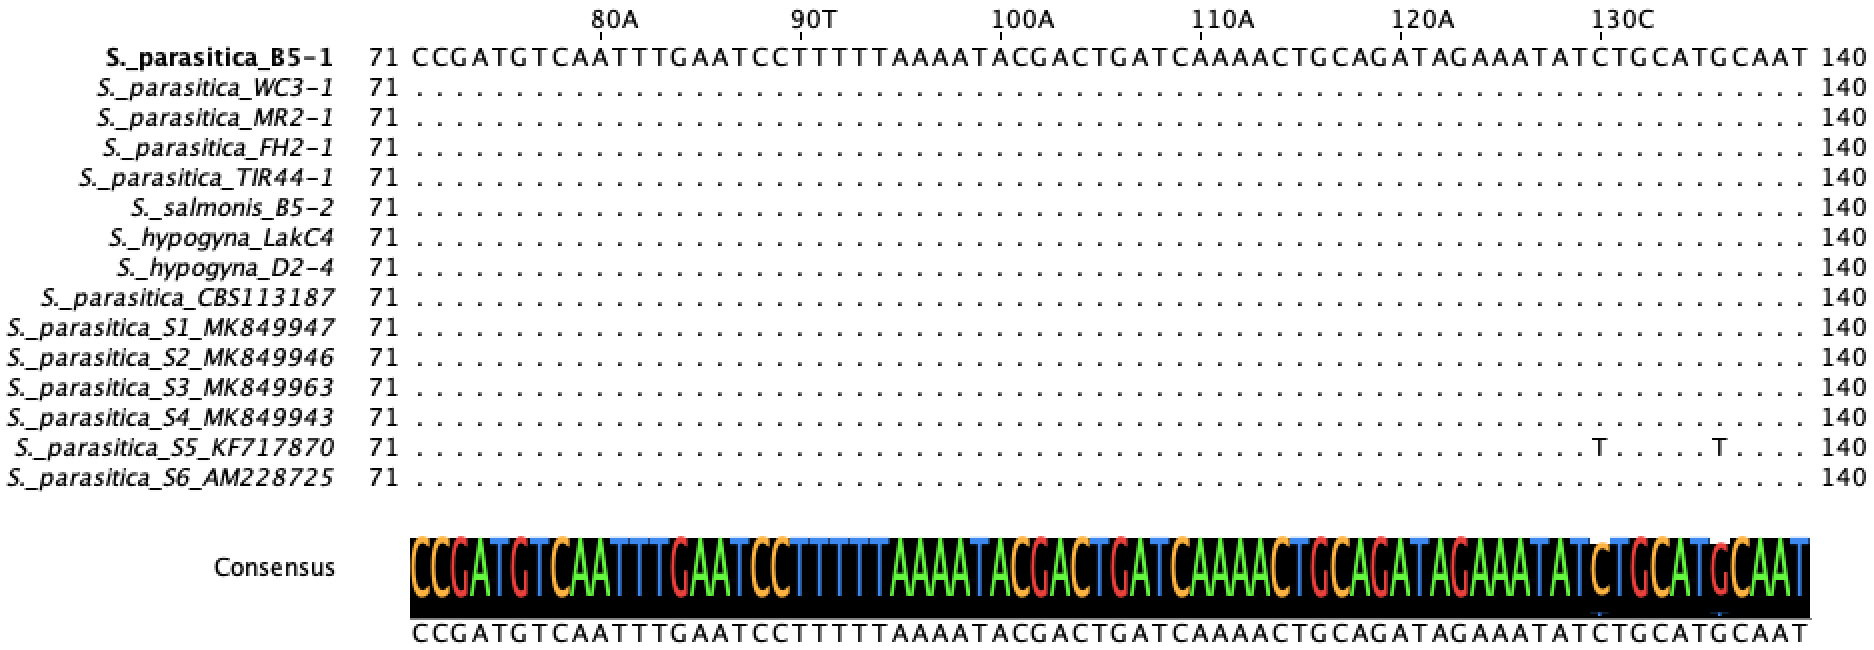 80A 90T 100A 110A 120A 130C
S._parasitica_B5-1 71 CCGATGTCAATTTGAATCCTTTTTAAAATACGACTGATCAAAACTGCAGATAGAAATATCTGCATGCAAT 140
S._parasitica_WC3-1 71 ...................................................................... 140
S._parasitica_MR2-1 71 ...................................................................... 140
S._parasitica_FH2-1 71 ...................................................................... 140
S._parasitica_TIR44-1 71 ...................................................................... 140
S._salmonis_B5-2 71 ...................................................................... 140
S._hypogyna_LakC4 71 ...................................................................... 140
S._hypogyna_D2-4 71 ...................................................................... 140
S._parasitica_CBS113187 71 ...................................................................... 140
S._parasitica_S1_MK849947 71 ...................................................................... 140
S._parasitica_S2_MK849946 71 ...................................................................... 140
S._parasitica_S3_MK849963 71 ...................................................................... 140
S._parasitica_S4_MK849943 71 ...................................................................... 140
S._parasitica_S5_KF717870 71 ...........................................................T.....T.... 140
S._parasitica_S6_AM228725 71 ...................................................................... 140
Consensus CCGATGTCAATTTGAATCCTTTTTAAAATACGACTGATCAAAACTGCAGATAGAAATATCTGCATGCAAT
CCGATGTCAATTTGAATCCTTTTTAAAATACGACTGATCAAAACTGCAGATAGAAATATCTGCATGCAAT